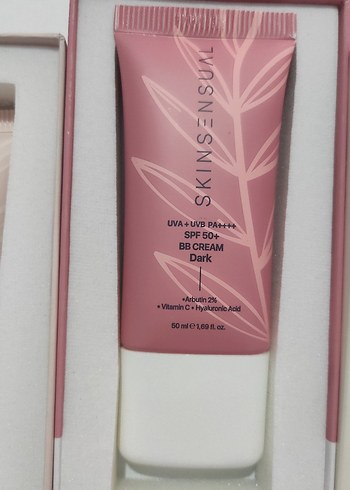 SKINSENSUAL
UVA + UVB PA++++
SPF 50+
BB CREAM
Dark
•Arbutin 2%
• Vitamin C • Hyaluronic Acid
50 ml ℮ 1,69 fl. oz.